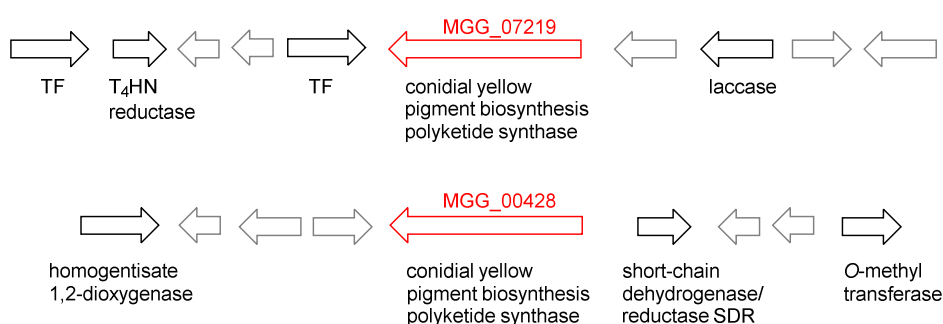 MGG_07219
TF
T4HN
reductase
TF
conidial yellow
pigment biosynthesis
polyketide synthase
laccase
MGG_00428
homogentisate
1,2-dioxygenase
conidial yellow
pigment biosynthesis
polyketide synthase
short-chain
dehydrogenase/
reductase SDR
O-methyl
transferase